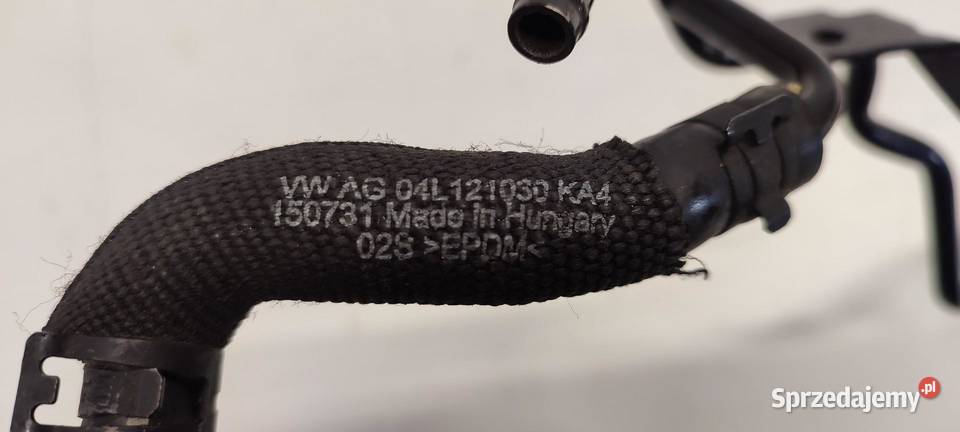 VW AG 04L121030 KA4
150731 Made in Hungary
02S >EPDM<
Sprzedajemy.pl